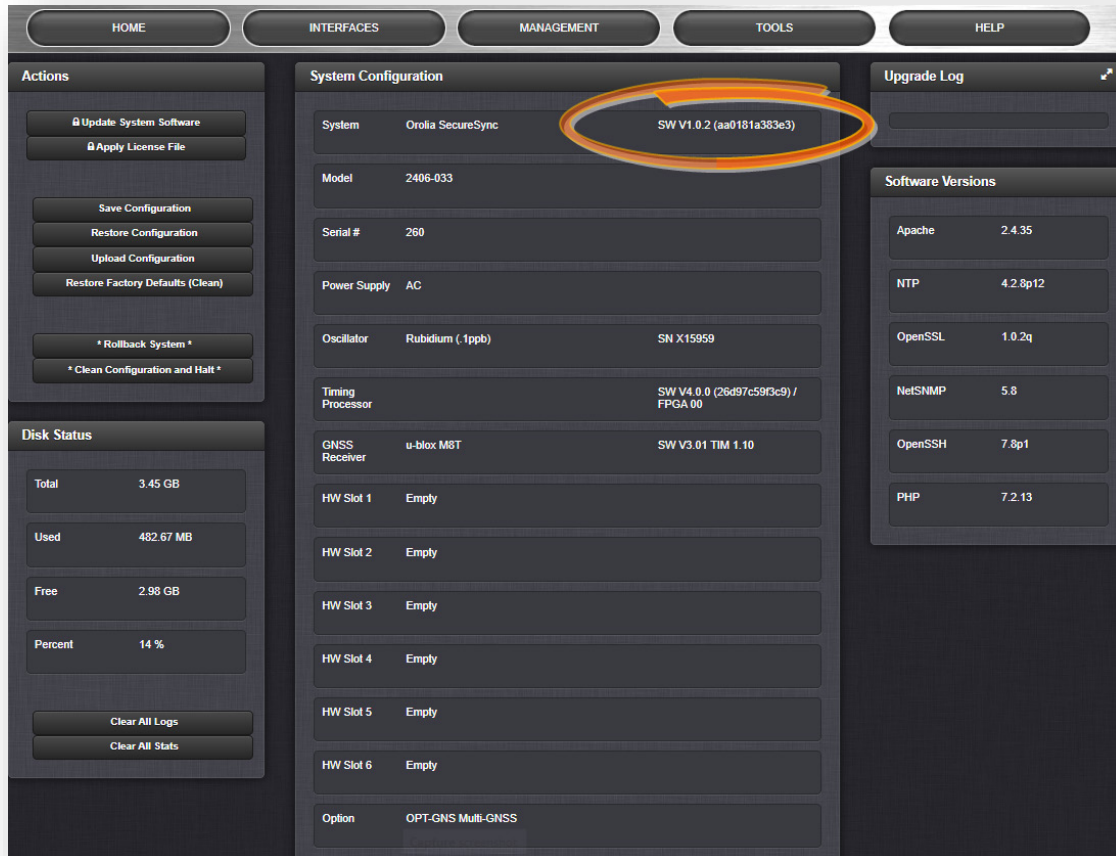 HOME INTERFACES MANAGEMENT TOOLS HELP
Actions
Update System Software
Apply License File
Save Configuration
Restore Configuration
Upload Configuration
Restore Factory Defaults (Clean)
* Rollback System *
* Clean Configuration and Halt *
Disk Status
Total 3.45 GB
Used 482.67 MB
Free 2.98 GB
Percent 14 %
Clear All Logs
Clear All Stats
System Configuration
System Orolia SecureSync SW V1.0.2 (aa0181a383e3)
Model 2406-033
Serial # 260
Power Supply AC
Oscillator Rubidium (.1ppb) SN X15959
Timing SW V4.0.0 (26d97c59f3c9) /
Processor FPGA 00
GNSS u-blox M8T SW V3.01 TIM 1.10
Receiver
HW Slot 1 Empty
HW Slot 2 Empty
HW Slot 3 Empty
HW Slot 4 Empty
HW Slot 5 Empty
HW Slot 6 Empty
Option OPT-GNS Multi-GNSS
Upgrade Log
Software Versions
Apache 2.4.35
NTP 4.2.8p12
OpenSSL 1.0.2q
NetSNMP 5.8
OpenSSH 7.8p1
PHP 7.2.13